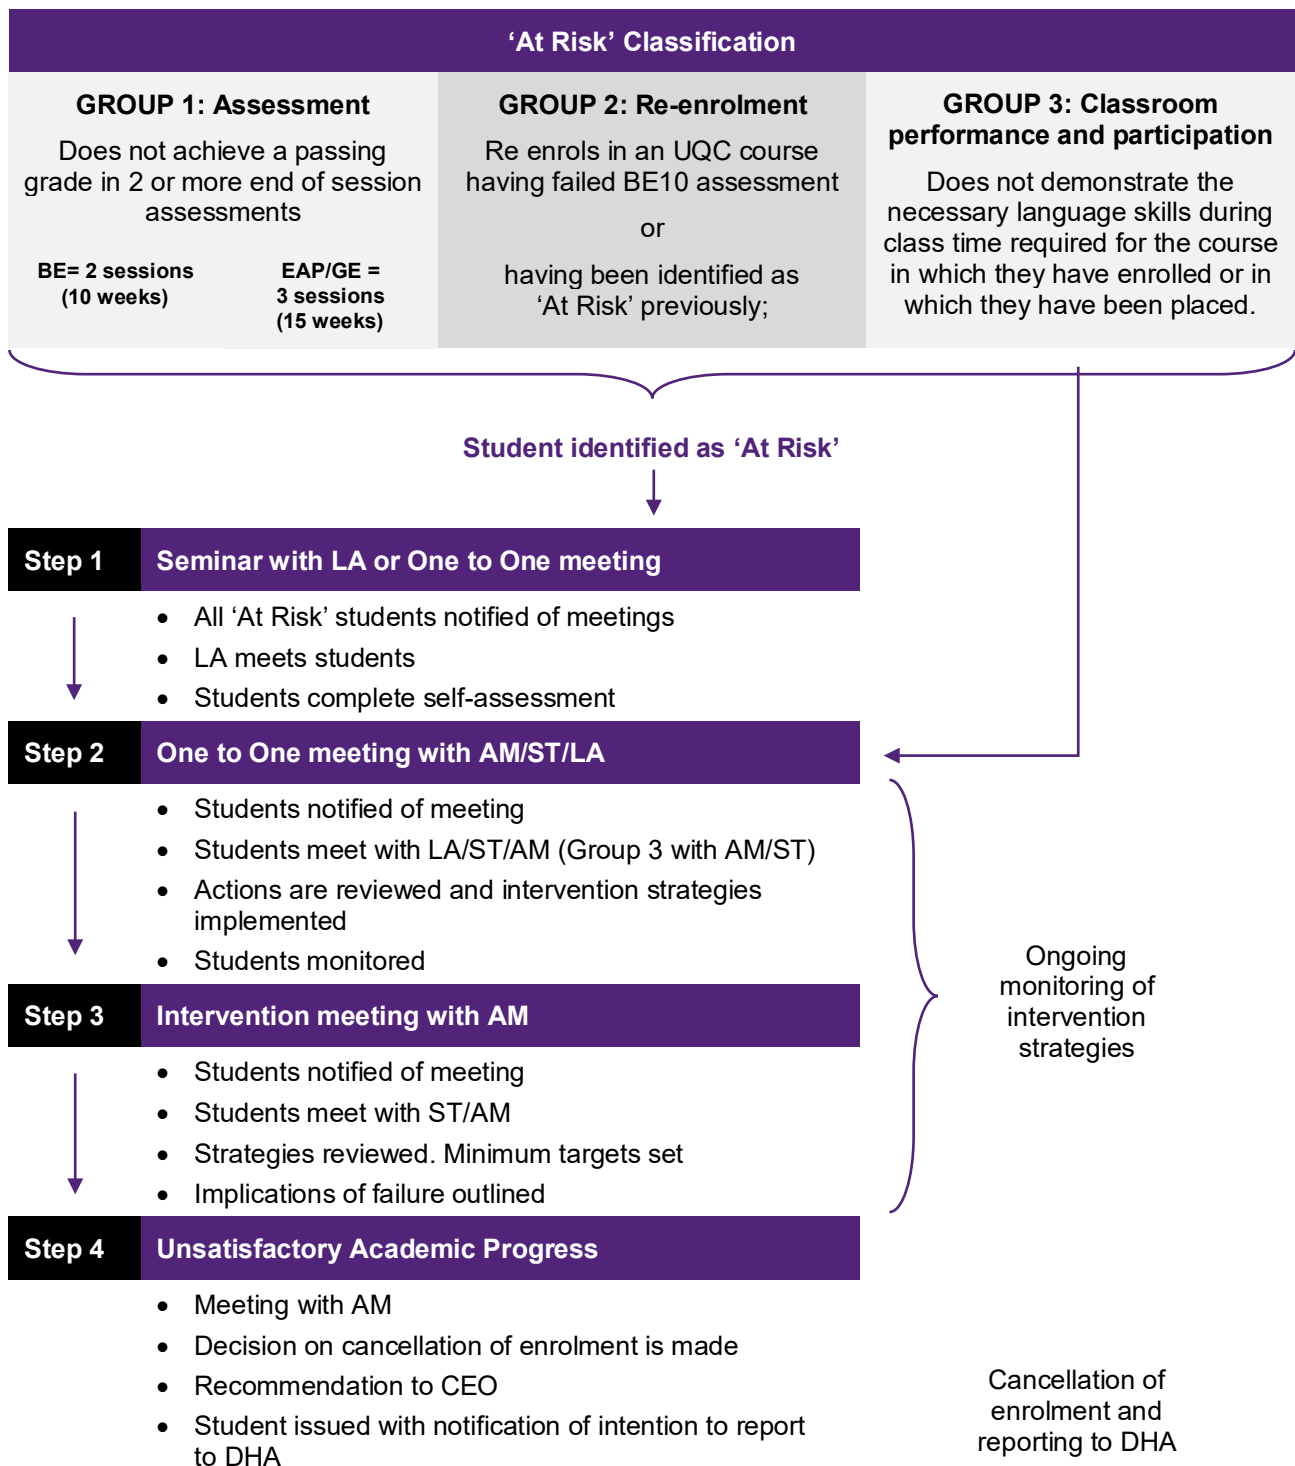 ‘At Risk’ Classification
GROUP 1: Assessment
Does not achieve a passing
grade in 2 or more end of session
assessments
BE= 2 sessions
(10 weeks)
EAP/GE =
3 sessions
(15 weeks)
GROUP 2: Re-enrolment
Re enrols in an UQC course
having failed BE10 assessment
or
having been identified as
‘At Risk’ previously;
GROUP 3: Classroom
performance and participation
Does not demonstrate the
necessary language skills during
class time required for the course
in which they have enrolled or in
which they have been placed.
Student identified as ‘At Risk’
Step 1 Seminar with LA or One to One meeting
• All ‘At Risk’ students notified of meetings
• LA meets students
• Students complete self-assessment
Step 2 One to One meeting with AM/ST/LA
• Students notified of meeting
• Students meet with LA/ST/AM (Group 3 with AM/ST)
• Actions are reviewed and intervention strategies
implemented
• Students monitored
Step 3 Intervention meeting with AM
• Students notified of meeting
• Students meet with ST/AM
• Strategies reviewed. Minimum targets set
• Implications of failure outlined
Ongoing
monitoring of
intervention
strategies
Step 4 Unsatisfactory Academic Progress
• Meeting with AM
• Decision on cancellation of enrolment is made
• Recommendation to CEO
• Student issued with notification of intention to report
to DHA
Cancellation of
enrolment and
reporting to DHA